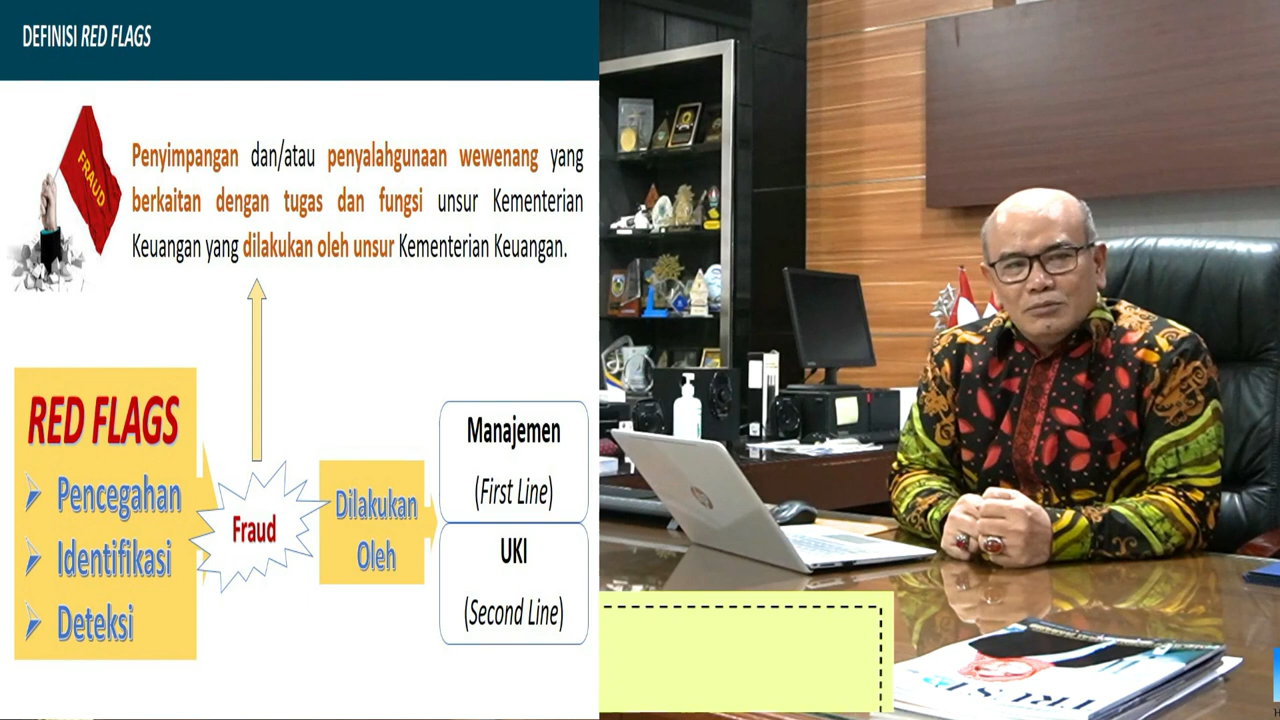 DEFINISI RED FLAGS
FRAUD
Penyimpangan dan/atau penyalahgunaan wewenang yang
berkaitan dengan tugas dan fungsi unsur Kementerian
Keuangan yang dilakukan oleh unsur Kementerian Keuangan.
RED FLAGS
Pencegahan
Identifikasi
Deteksi
Fraud
Dilakukan
Oleh
Manajemen
(First Line)
UKI
(Second Line)